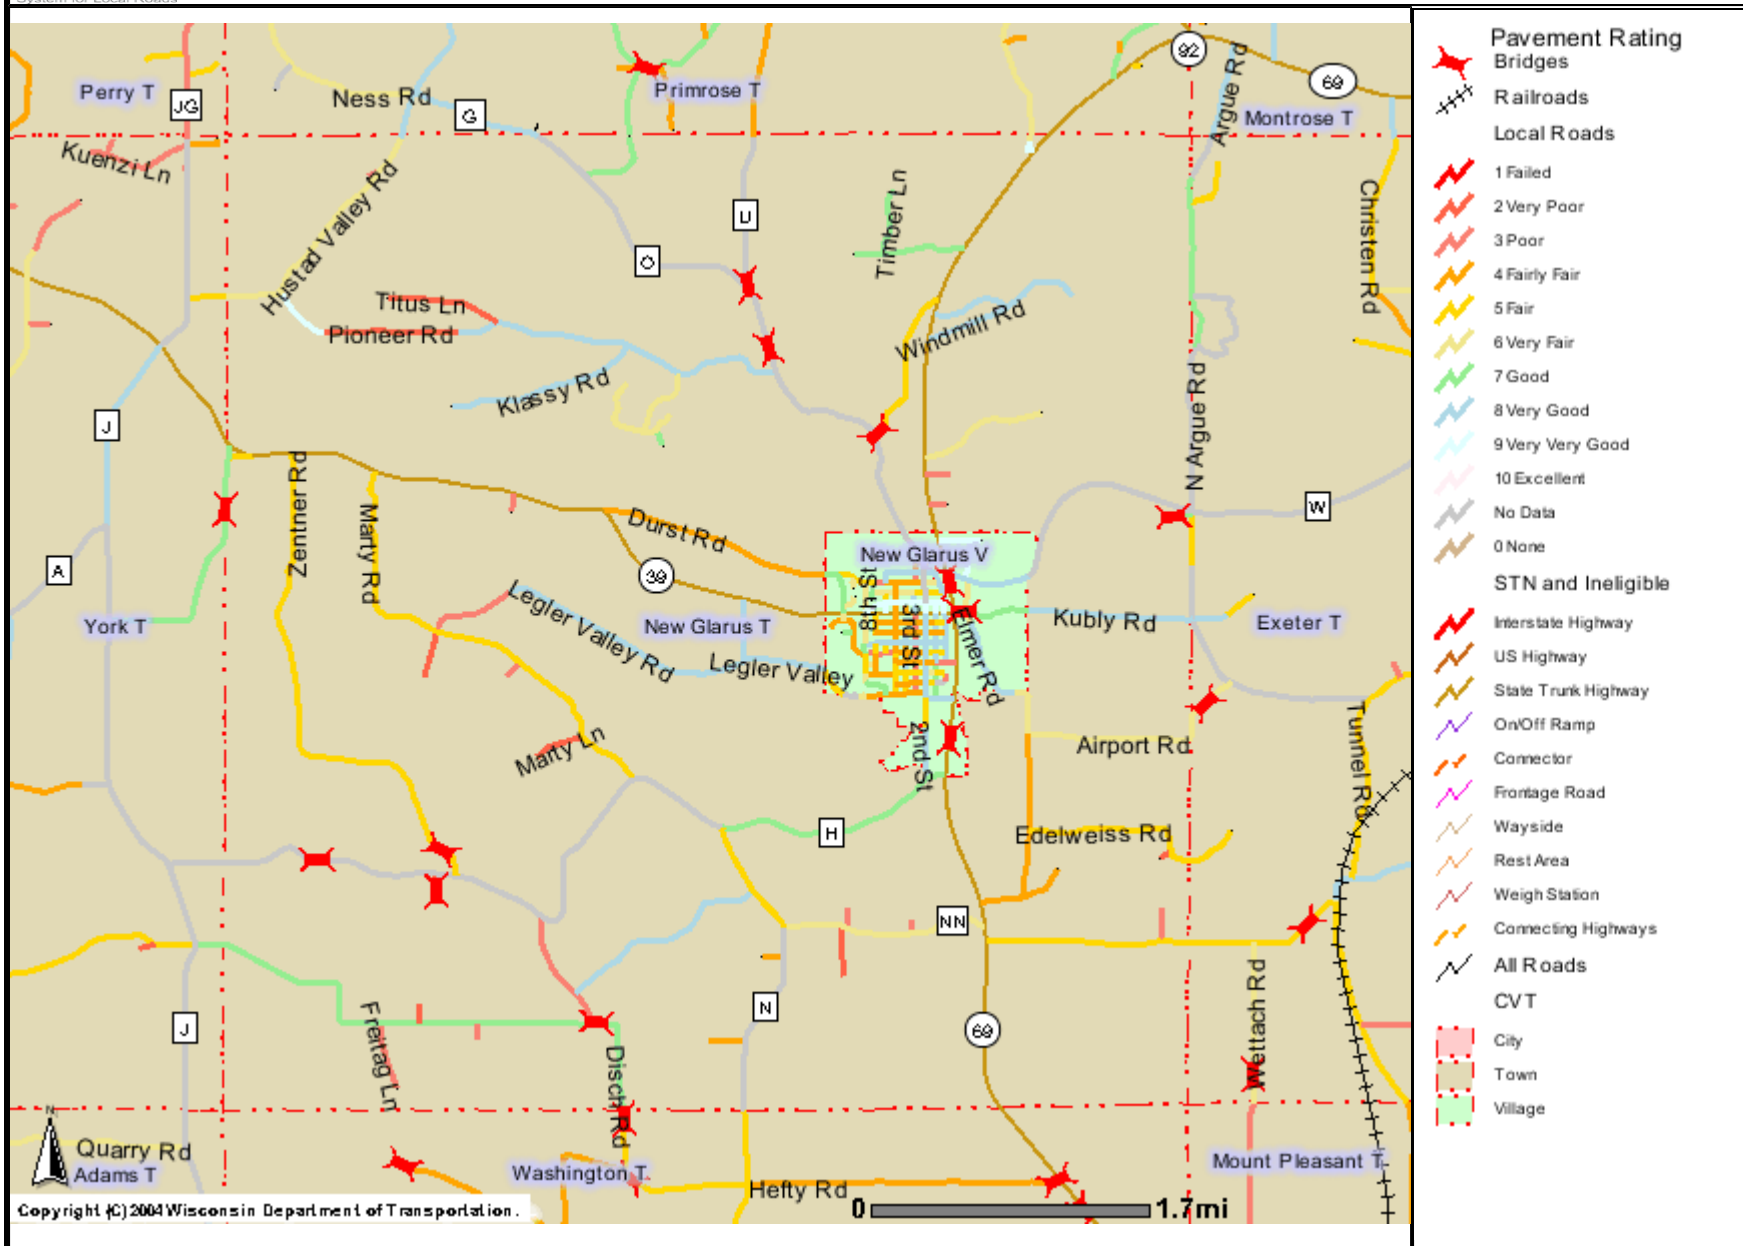 System for Local Roads
Perry T
JG
Ness Rd
G
Primrose T
92
69
Argue Rd
Montrose T
Kuenzi Ln
Hustad Valley Rd
U
O
Timber Ln
Christen Rd
Titus Ln
Pioneer Rd
Windmill Rd
Klassy Rd
J
N Argue Rd
W
Zentner Rd
Marty Rd
Durst Rd
39
A
New Glarus V
8th St
3rd St
Elmer Rd
York T
Legler Valley Rd
New Glarus T
Legler Valley
Kubly Rd
Exeter T
Marty Ln
2nd St
Airport Rd
Tunnel Rd
H
Edelweiss Rd
NN
J
Freitag Ln
Disch Rd
N
69
Wettach Rd
N
Quarry Rd
Adams T
Washington T
Hefty Rd
Mount Pleasant T
Copyright (C) 2004 Wisconsin Department of Transportation.
0
1.7mi
Pavement Rating
Bridges
Railroads
Local Roads
1 Failed
2 Very Poor
3 Poor
4 Fairly Fair
5 Fair
6 Very Fair
7 Good
8 Very Good
9 Very Very Good
10 Excellent
No Data
0 None
STN and Ineligible
Interstate Highway
US Highway
State Trunk Highway
On/Off Ramp
Connector
Frontage Road
Wayside
Rest Area
Weigh Station
Connecting Highways
All Roads
CVT
City
Town
Village